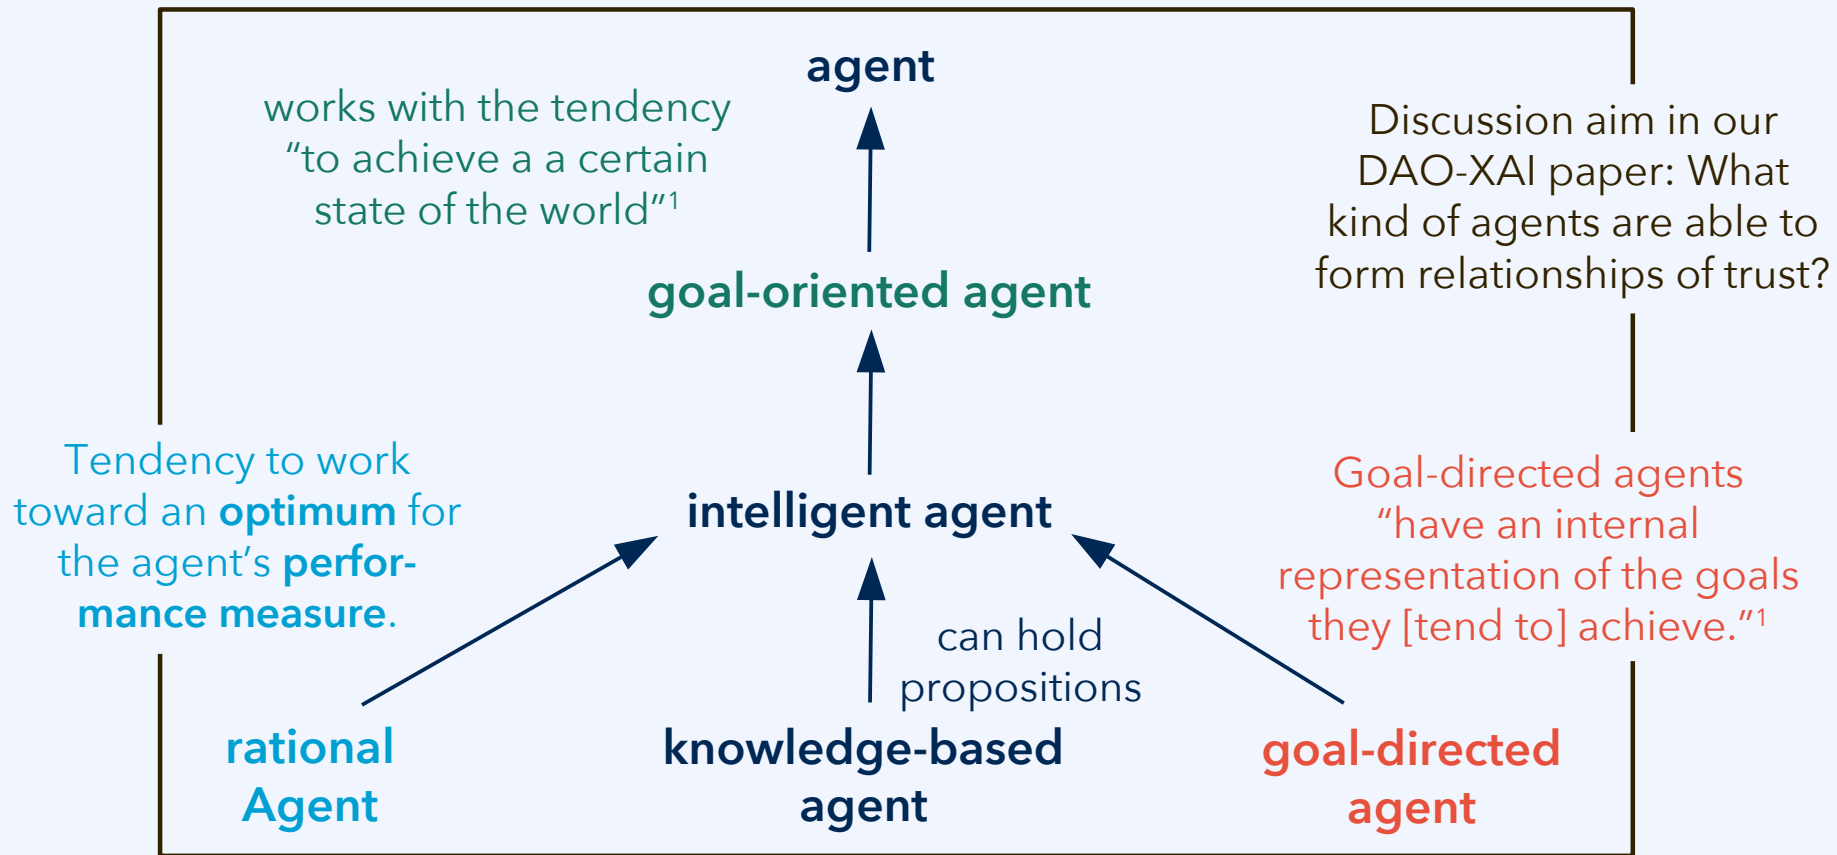 agent
works with the tendency
“to achieve a a certain
state of the world”¹
Discussion aim in our
DAO-XAI paper: What
kind of agents are able to
form relationships of trust?
goal-oriented agent
Tendency to work
toward an optimum for
the agent’s perfor-
mance measure.
intelligent agent
Goal-directed agents
“have an internal
representation of the goals
they [tend to] achieve.”¹
can hold
propositions
rational
Agent
knowledge-based
agent
goal-directed
agent